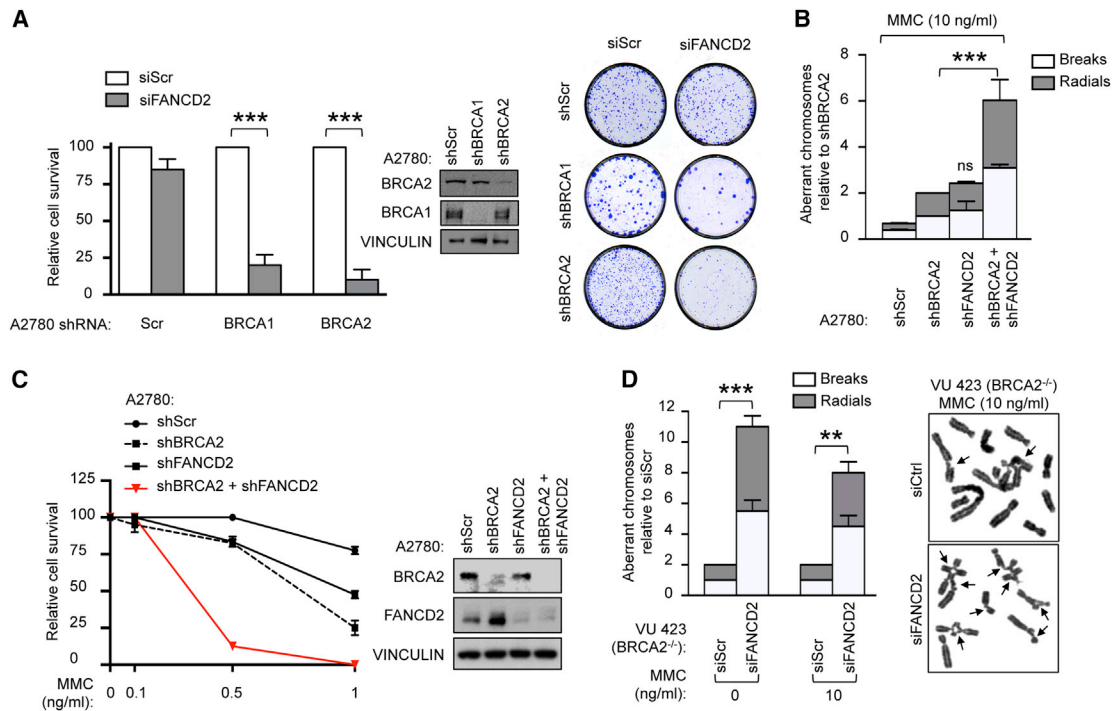 A
siScr
siFANCD2
Relative cell survival
100
75
50
25
0
***
***
A2780 shRNA:
Scr
BRCA1
BRCA2
A2780:
shScr
shBRCA1
shBRCA2
BRCA2
BRCA1
VINCULIN
siScr
siFANCD2
shScr
shBRCA1
shBRCA2
B
MMC (10 ng/ml)
Breaks
Radials
Aberrant chromosomes
relative to shBRCA2
8
6
4
2
0
***
ns
A2780:
shScr
shBRCA2
shFANCD2
shBRCA2 +
shFANCD2
C
A2780:
shScr
shBRCA2
shFANCD2
shBRCA2 + shFANCD2
Relative cell survival
125
100
75
50
25
0
MMC
(ng/ml):
0
0.1
0.5
1
A2780:
shScr
shBRCA2
shFANCD2
shBRCA2 +
shFANCD2
BRCA2
FANCD2
VINCULIN
D
Breaks
Radials
Aberrant chromosomes
relative to siScr
12
10
8
6
4
2
0
***
**
VU 423
(BRCA2-/-):
siScr
siFANCD2
siScr
siFANCD2
MMC
(ng/ml):
0
10
VU 423 (BRCA2-/-)
MMC (10 ng/ml)
siCtrl
siFANCD2